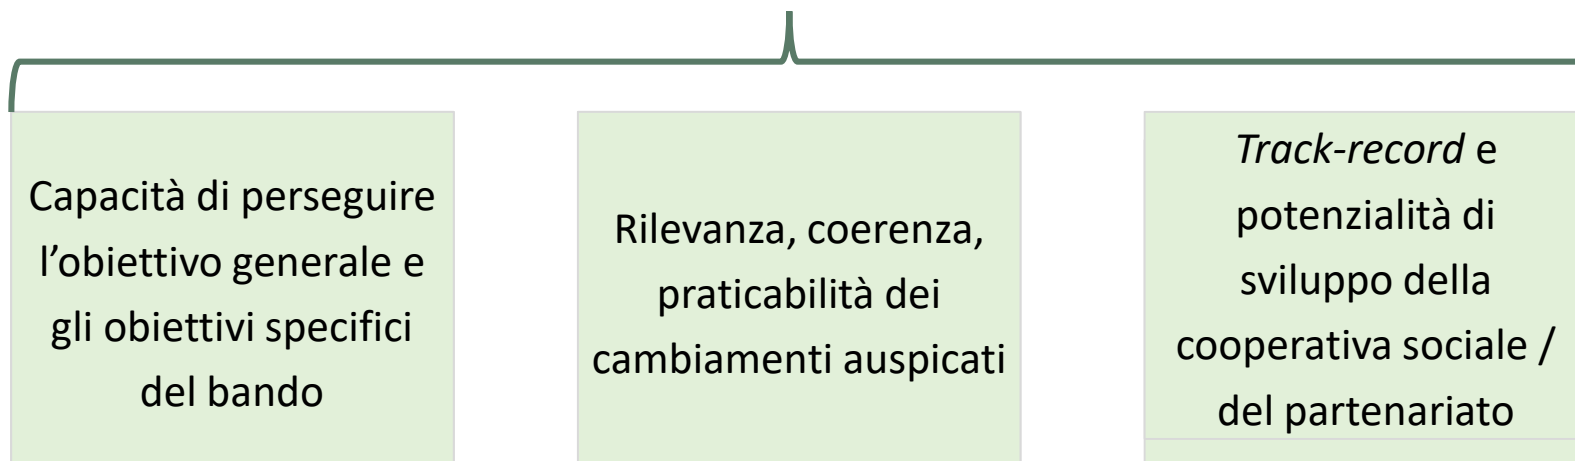 Capacità di perseguire
l’obiettivo generale e
gli obiettivi specifici
del bando
Rilevanza, coerenza,
praticabilità dei
cambiamenti auspicati
Track-record e
potenzialità di
sviluppo della
cooperativa sociale /
del partenariato